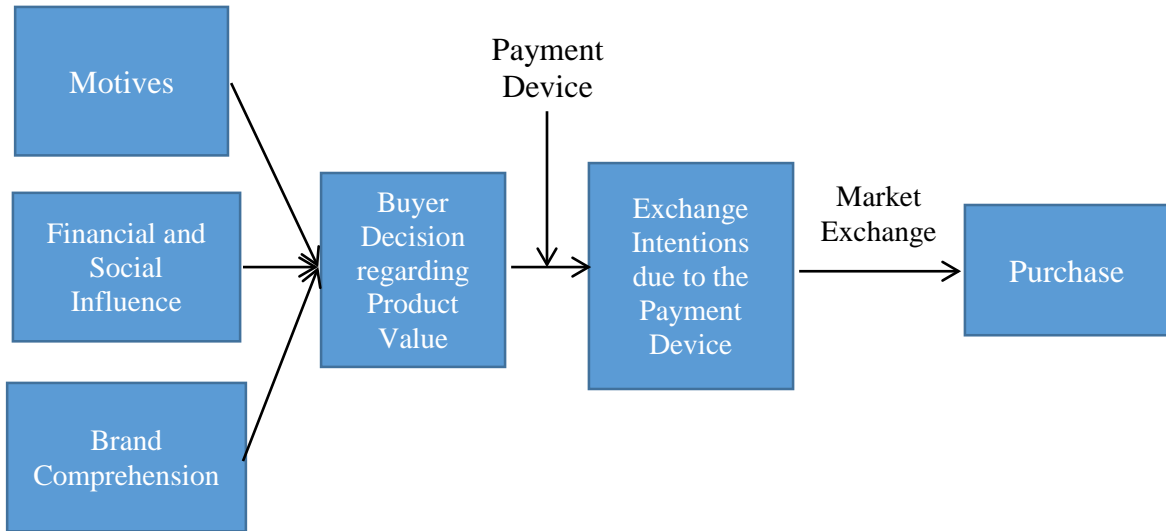 Motives
Financial and
Social
Influence
Brand
Comprehension
Buyer
Decision
regarding
Product
Value
Payment
Device
Exchange
Intentions
due to the
Payment
Device
Market
Exchange
Purchase